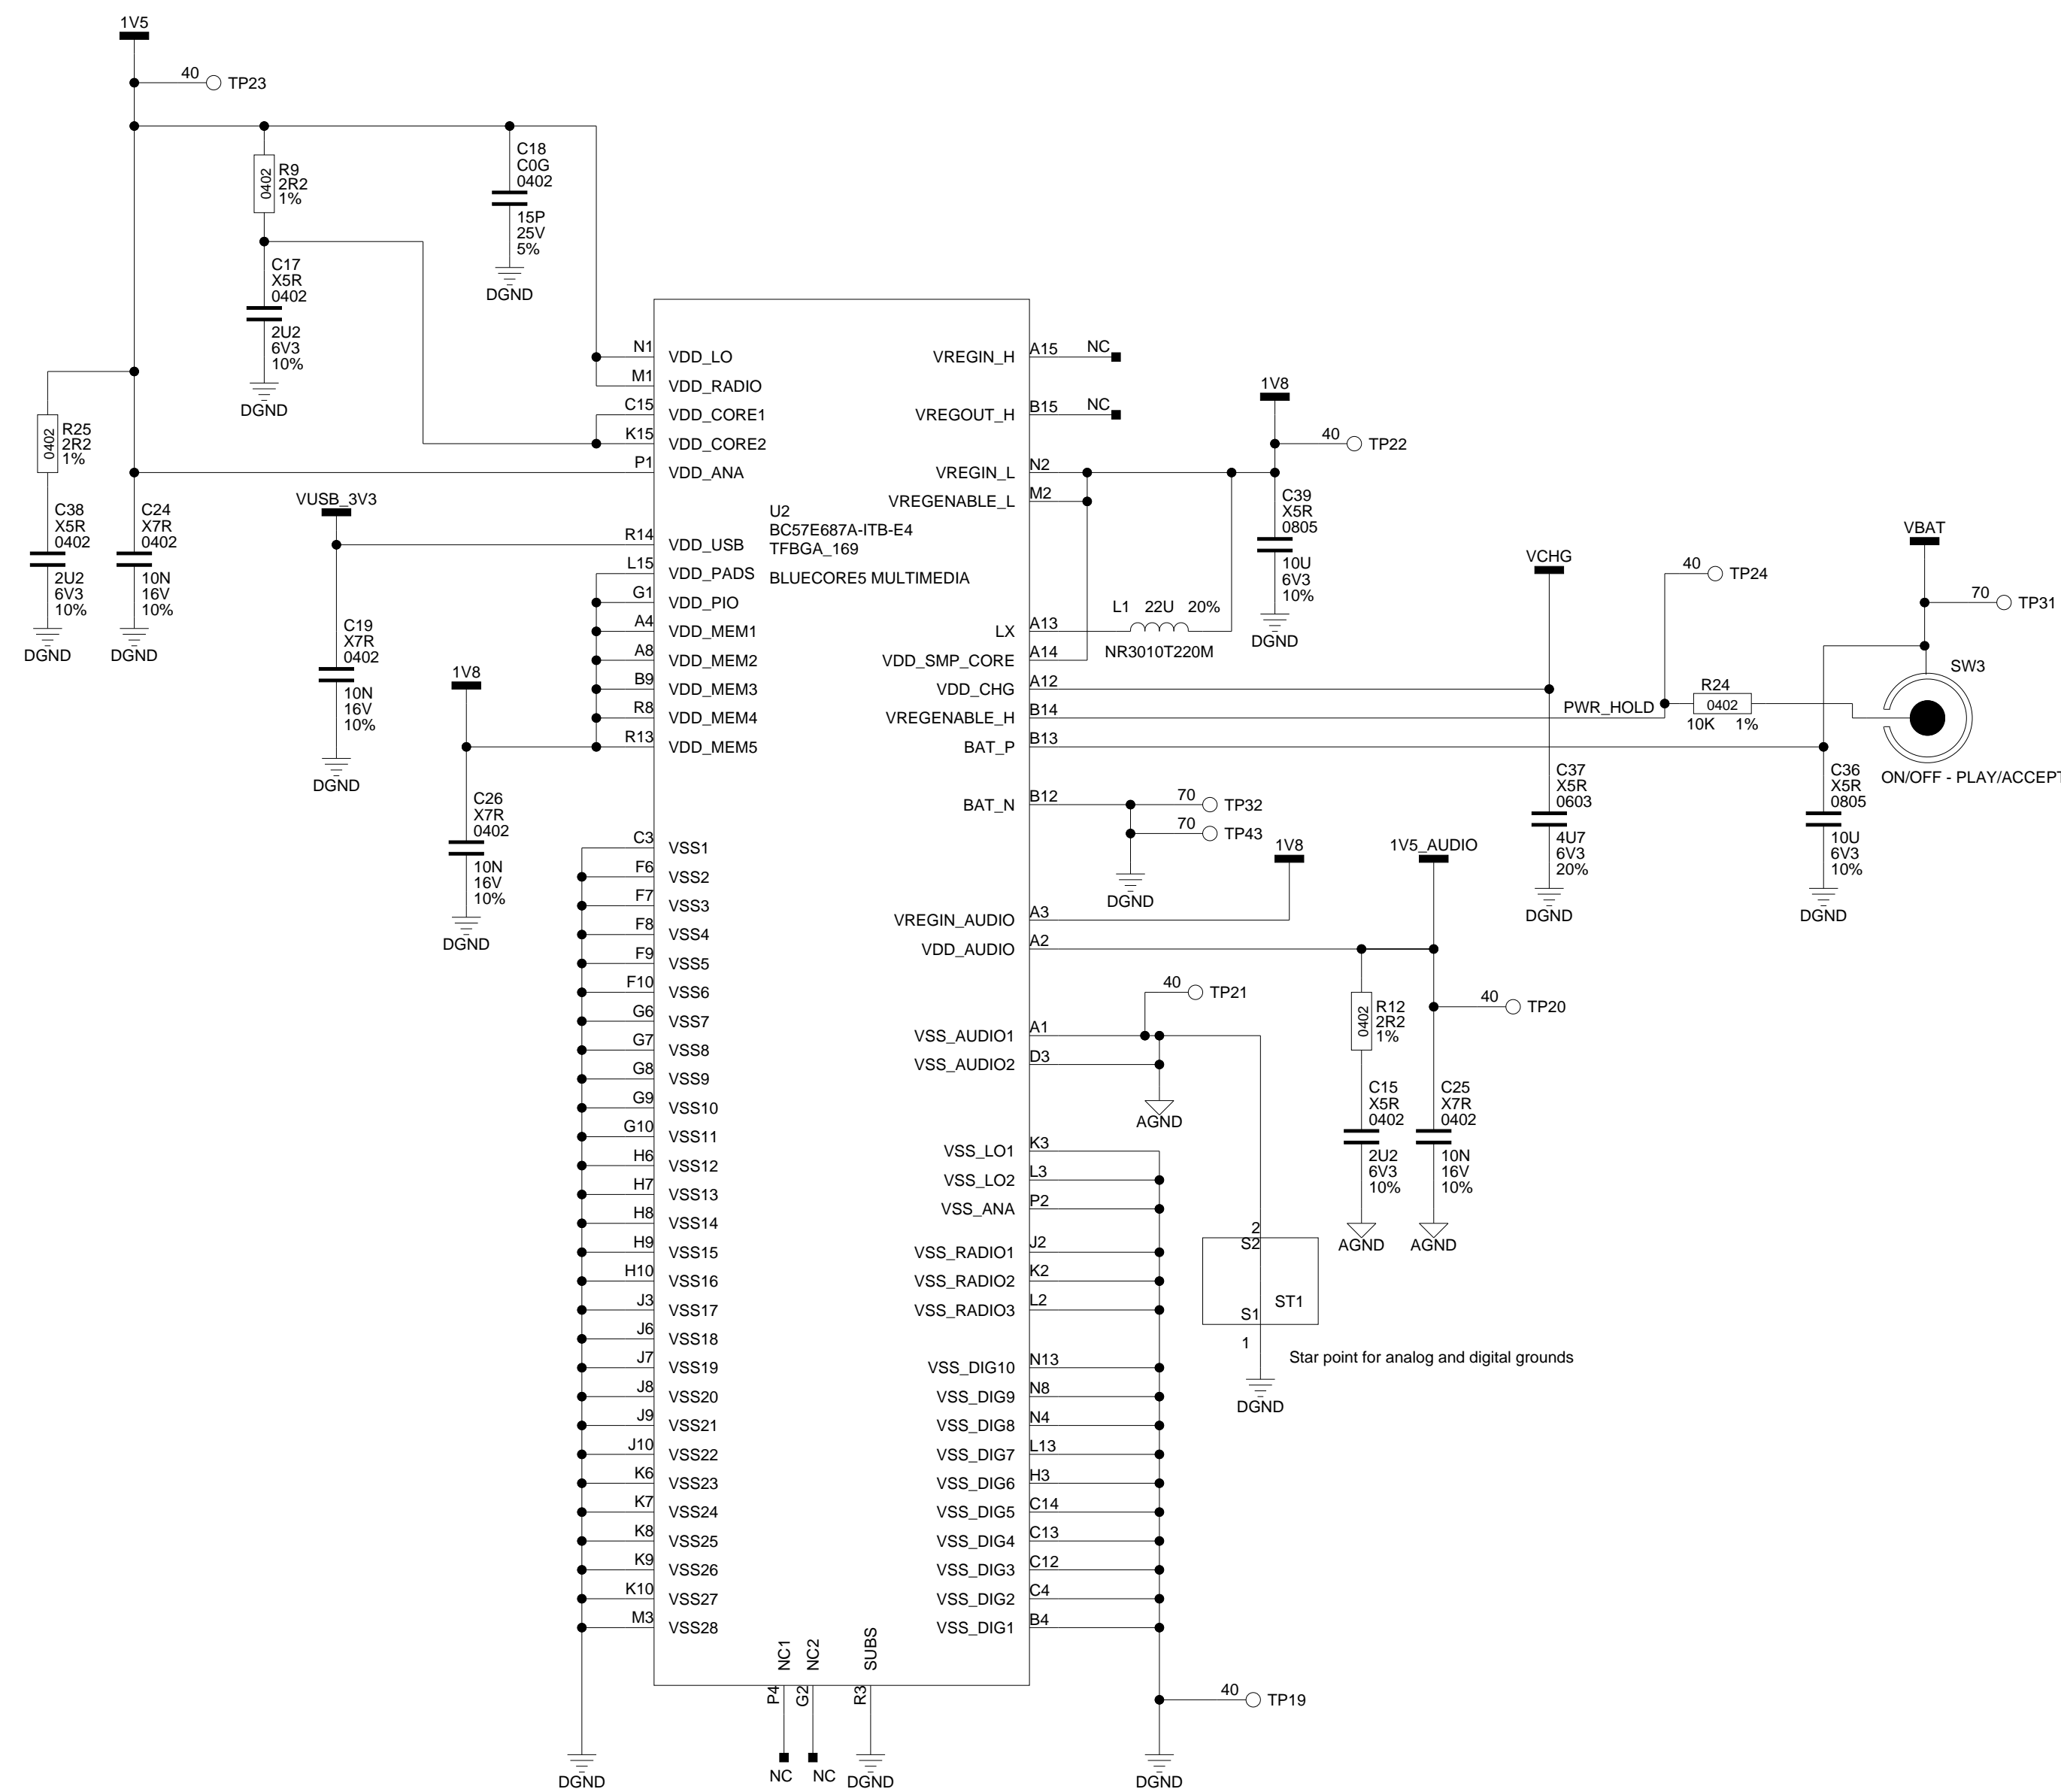 1V5
40 TP23
R9
2R2
1%
0402
C18
C0G
0402
15P
25V
5%
DGND
C17
X5R
0402
2U2
6V3
10%
DGND
R25
2R2
1%
0402
C38
X5R
0402
2U2
6V3
10%
DGND
C24
X7R
0402
10N
16V
10%
DGND
VUSB_3V3
C19
X7R
0402
10N
16V
10%
DGND
1V8
C26
X7R
0402
10N
16V
10%
DGND
U2
BC57E687A-ITB-E4
TFBGA_169
BLUECORE5 MULTIMEDIA
N1 VDD_LO
M1 VDD_RADIO
C15 VDD_CORE1
K15 VDD_CORE2
P1 VDD_ANA
R14 VDD_USB
L15 VDD_PADS
G1 VDD_PIO
A4 VDD_MEM1
A8 VDD_MEM2
B9 VDD_MEM3
R8 VDD_MEM4
R13 VDD_MEM5
C3 VSS1
F6 VSS2
F7 VSS3
F8 VSS4
F9 VSS5
F10 VSS6
G6 VSS7
G7 VSS8
G8 VSS9
G9 VSS10
G10 VSS11
H6 VSS12
H7 VSS13
H8 VSS14
H9 VSS15
H10 VSS16
J3 VSS17
J6 VSS18
J7 VSS19
J8 VSS20
J9 VSS21
J10 VSS22
K6 VSS23
K7 VSS24
K8 VSS25
K9 VSS26
K10 VSS27
M3 VSS28
DGND
NC1 P4 NC
NC2 G2 NC
SUBS R3 DGND
VREGIN_H A15 NC
VREGOUT_H B15 NC
VREGIN_L N2
VREGENABLE_L M2
LX A13
VDD_SMP_CORE A14
VDD_CHG A12
VREGENABLE_H B14
BAT_P B13
BAT_N B12
VREGIN_AUDIO A3
VDD_AUDIO A2
VSS_AUDIO1 A1
VSS_AUDIO2 D3
VSS_LO1 K3
VSS_LO2 L3
VSS_ANA P2
VSS_RADIO1 J2
VSS_RADIO2 K2
VSS_RADIO3 L2
VSS_DIG10 N13
VSS_DIG9 N8
VSS_DIG8 N4
VSS_DIG7 L13
VSS_DIG6 H3
VSS_DIG5 C14
VSS_DIG4 C13
VSS_DIG3 C12
VSS_DIG2 C4
VSS_DIG1 B4
40 TP19
DGND
1V8
40 TP22
C39
X5R
0805
10U
6V3
10%
DGND
L1 22U 20%
NR3010T220M
VCHG
C37
X5R
0603
4U7
6V3
20%
DGND
40 TP24
PWR_HOLD
R24
0402
10K 1%
VBAT
70 TP31
SW3
ON/OFF - PLAY/ACCEPT
C36
X5R
0805
10U
6V3
10%
DGND
70 TP32
70 TP43
DGND
1V8
1V5_AUDIO
40 TP21
AGND
R12
2R2
1%
0402
40 TP20
C15
X5R
0402
2U2
6V3
10%
AGND
C25
X7R
0402
10N
16V
10%
AGND
2
S2
ST1
S1
1
Star point for analog and digital grounds
DGND